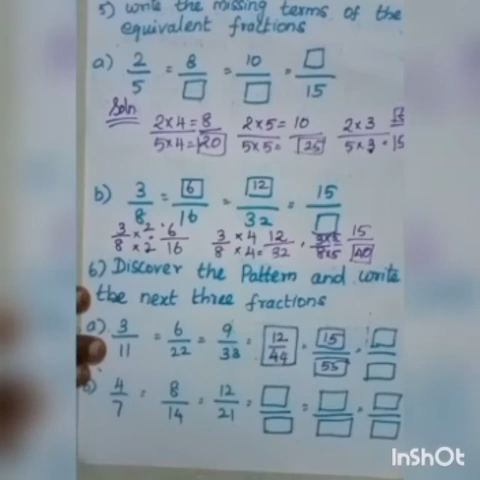 5) write the missing terms of the
equivalent fractions
a) 2/5 = 8/□ = 10/□ = □/15
Soln
2×4=8/5×4=20 2×5=10/5×5=25 2×3/5×3=15
b) 3/8 = 6/16 = 12/32 = 15/□
3/8 ×2/×2 6/16 3/8 ×4/×4= 12/32, 3×5/8×5 15/40
6) Discover the Pattern and write
the next three fractions
a) 3/11 = 6/22 = 9/33 = 12/44 = 15/55 = □/□
4/7 = 8/14 = 12/21 = □/□ = □/□ = □/□
InShOt